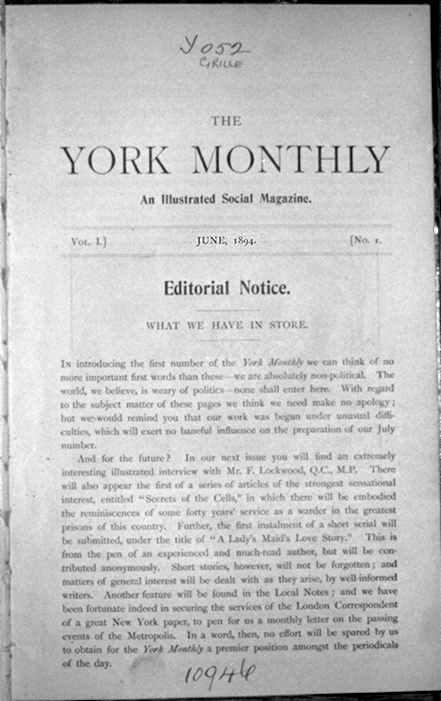 Y052
GRILLE
THE
YORK MONTHLY
An Illustrated Social Magazine.
VOL. I.] JUNE, 1894. [NO. 1.
Editorial Notice.
WHAT WE HAVE IN STORE.
IN introducing the first number of the York Monthly we can think of no
more important first words than these—we are absolutely non-political. The
world, we believe, is weary of politics—none shall enter here. With regard
to the subject matter of these pages we think we need make no apology;
but we would remind you that our work was begun under unusual diffi-
culties, which will exert no baneful influence on the preparation of our July
number.
And for the future? In our next issue you will find an extremely
interesting illustrated interview with Mr. F. Lockwood, Q.C., M.P. There
will also appear the first of a series of articles of the strongest sensational
interest, entitled "Secrets of the Cells," in which there will be embodied
the reminiscences of some forty years' service as a warder in the greatest
prisons of this country. Further, the first instalment of a short serial will
be submitted, under the title of "A Lady's Maid's Love Story." This is
from the pen of an experienced and much-read author, but will be con-
tributed anonymously. Short stories, however, will not be forgotten; and
matters of general interest will be dealt with as they arise, by well-informed
writers. Another feature will be found in the Local Notes; and we have
been fortunate indeed in securing the services of the London Correspondent
of a great New York paper, to pen for us a monthly letter on the passing
events of the Metropolis. In a word, then, no effort will be spared by us
to obtain for the York Monthly a premier position amongst the periodicals
of the day.
10946